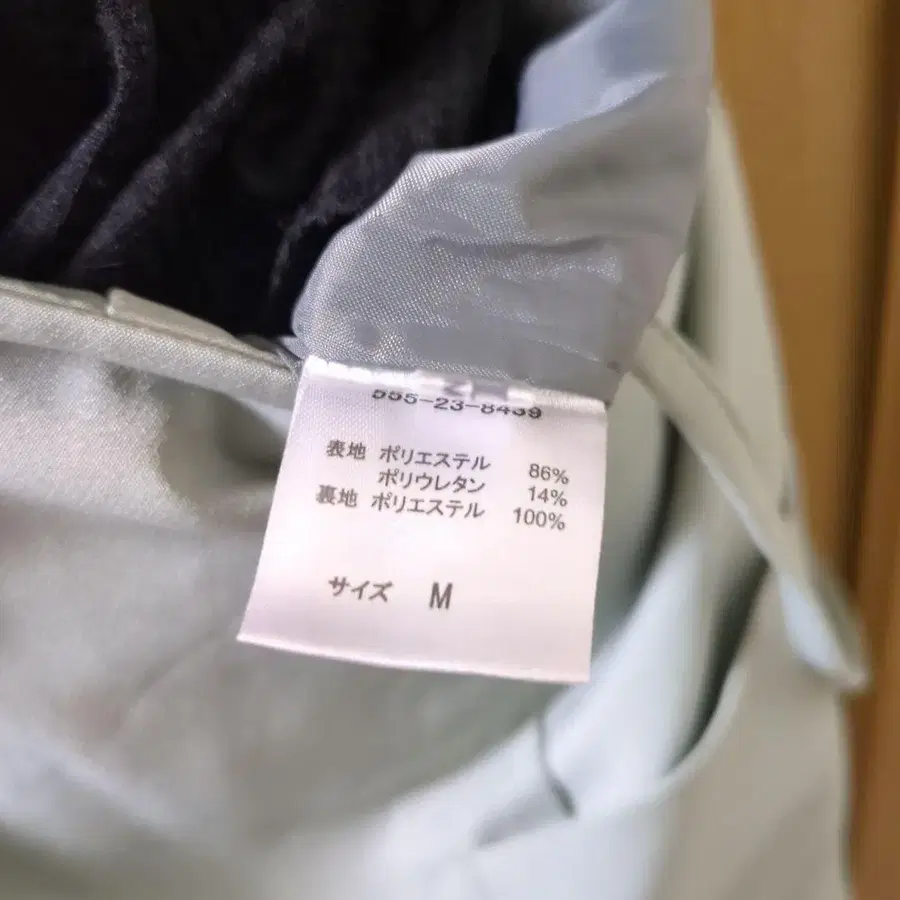 555-23-8439
表地 ポリエステル 86%
ポリウレタン 14%
裏地 ポリエステル 100%
サイズ M